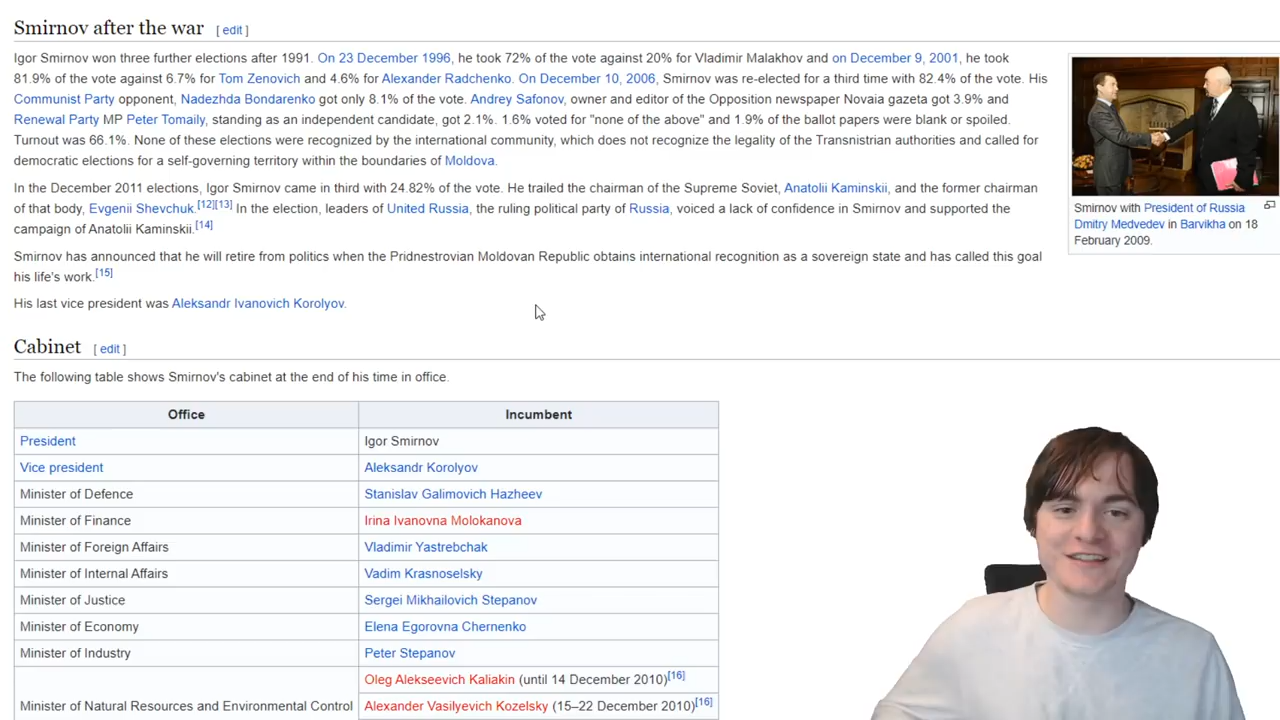 Smirnov after the war [ edit ]
Igor Smirnov won three further elections after 1991. On 23 December 1996, he took 72% of the vote against 20% for Vladimir Malakhov and on December 9, 2001, he took
81.9% of the vote against 6.7% for Tom Zenovich and 4.6% for Alexander Radchenko. On December 10, 2006, Smirnov was re-elected for a third time with 82.4% of the vote. His
Communist Party opponent, Nadezhda Bondarenko got only 8.1% of the vote. Andrey Safonov, owner and editor of the Opposition newspaper Novaia gazeta got 3.9% and
Renewal Party MP Peter Tomaily, standing as an independent candidate, got 2.1%. 1.6% voted for "none of the above" and 1.9% of the ballot papers were blank or spoiled.
Turnout was 66.1%. None of these elections were recognized by the international community, which does not recognize the legality of the Transnistrian authorities and called for
democratic elections for a self-governing territory within the boundaries of Moldova.
In the December 2011 elections, Igor Smirnov came in third with 24.82% of the vote. He trailed the chairman of the Supreme Soviet, Anatolii Kaminskii, and the former chairman
of that body, Evgenii Shevchuk.[12][13] In the election, leaders of United Russia, the ruling political party of Russia, voiced a lack of confidence in Smirnov and supported the
campaign of Anatolii Kaminskii.[14]
Smirnov has announced that he will retire from politics when the Pridnestrovian Moldovan Republic obtains international recognition as a sovereign state and has called this goal
his life's work.[15]
His last vice president was Aleksandr Ivanovich Korolyov.
Smirnov with President of Russia
Dmitry Medvedev in Barvikha on 18
February 2009.
Cabinet [ edit ]
The following table shows Smirnov's cabinet at the end of his time in office.
Office Incumbent
President Igor Smirnov
Vice president Aleksandr Korolyov
Minister of Defence Stanislav Galimovich Hazheev
Minister of Finance Irina Ivanovna Molokanova
Minister of Foreign Affairs Vladimir Yastrebchak
Minister of Internal Affairs Vadim Krasnoselsky
Minister of Justice Sergei Mikhailovich Stepanov
Minister of Economy Elena Egorovna Chernenko
Minister of Industry Peter Stepanov
Oleg Alekseevich Kaliakin (until 14 December 2010)[16]
Minister of Natural Resources and Environmental Control Alexander Vasilyevich Kozelsky (15–22 December 2010)[16]